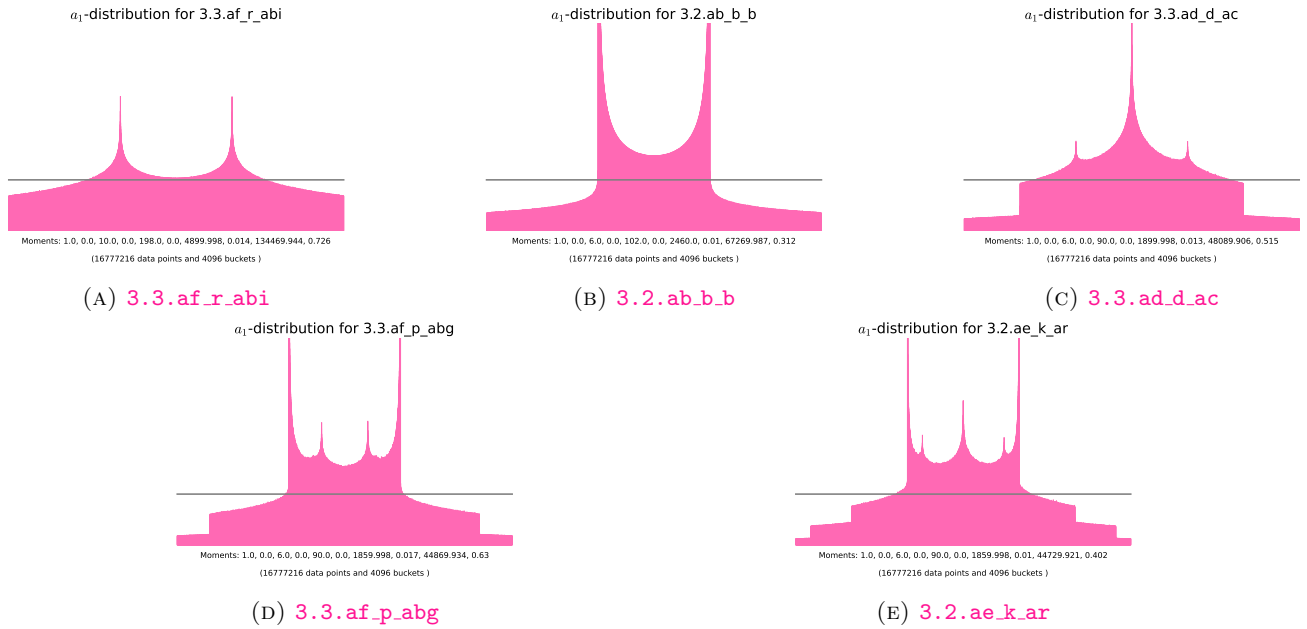 a₁-distribution for 3.3.af_r_abi
Moments: 1.0, 0.0, 10.0, 0.0, 198.0, 0.0, 4899.998, 0.014, 134469.944, 0.726
(16777216 data points and 4096 buckets )
(A) 3.3.af_r_abi
a₁-distribution for 3.2.ab_b_b
Moments: 1.0, 0.0, 6.0, 0.0, 102.0, 0.0, 2460.0, 0.01, 67269.987, 0.312
(16777216 data points and 4096 buckets )
(B) 3.2.ab_b_b
a₁-distribution for 3.3.ad_d_ac
Moments: 1.0, 0.0, 6.0, 0.0, 90.0, 0.0, 1899.998, 0.013, 48089.906, 0.515
(16777216 data points and 4096 buckets )
(C) 3.3.ad_d_ac
a₁-distribution for 3.3.af_p_abg
Moments: 1.0, 0.0, 6.0, 0.0, 90.0, 0.0, 1859.998, 0.017, 44869.934, 0.63
(16777216 data points and 4096 buckets )
(D) 3.3.af_p_abg
a₁-distribution for 3.2.ae_k_ar
Moments: 1.0, 0.0, 6.0, 0.0, 90.0, 0.0, 1859.998, 0.01, 44729.921, 0.402
(16777216 data points and 4096 buckets )
(E) 3.2.ae_k_ar